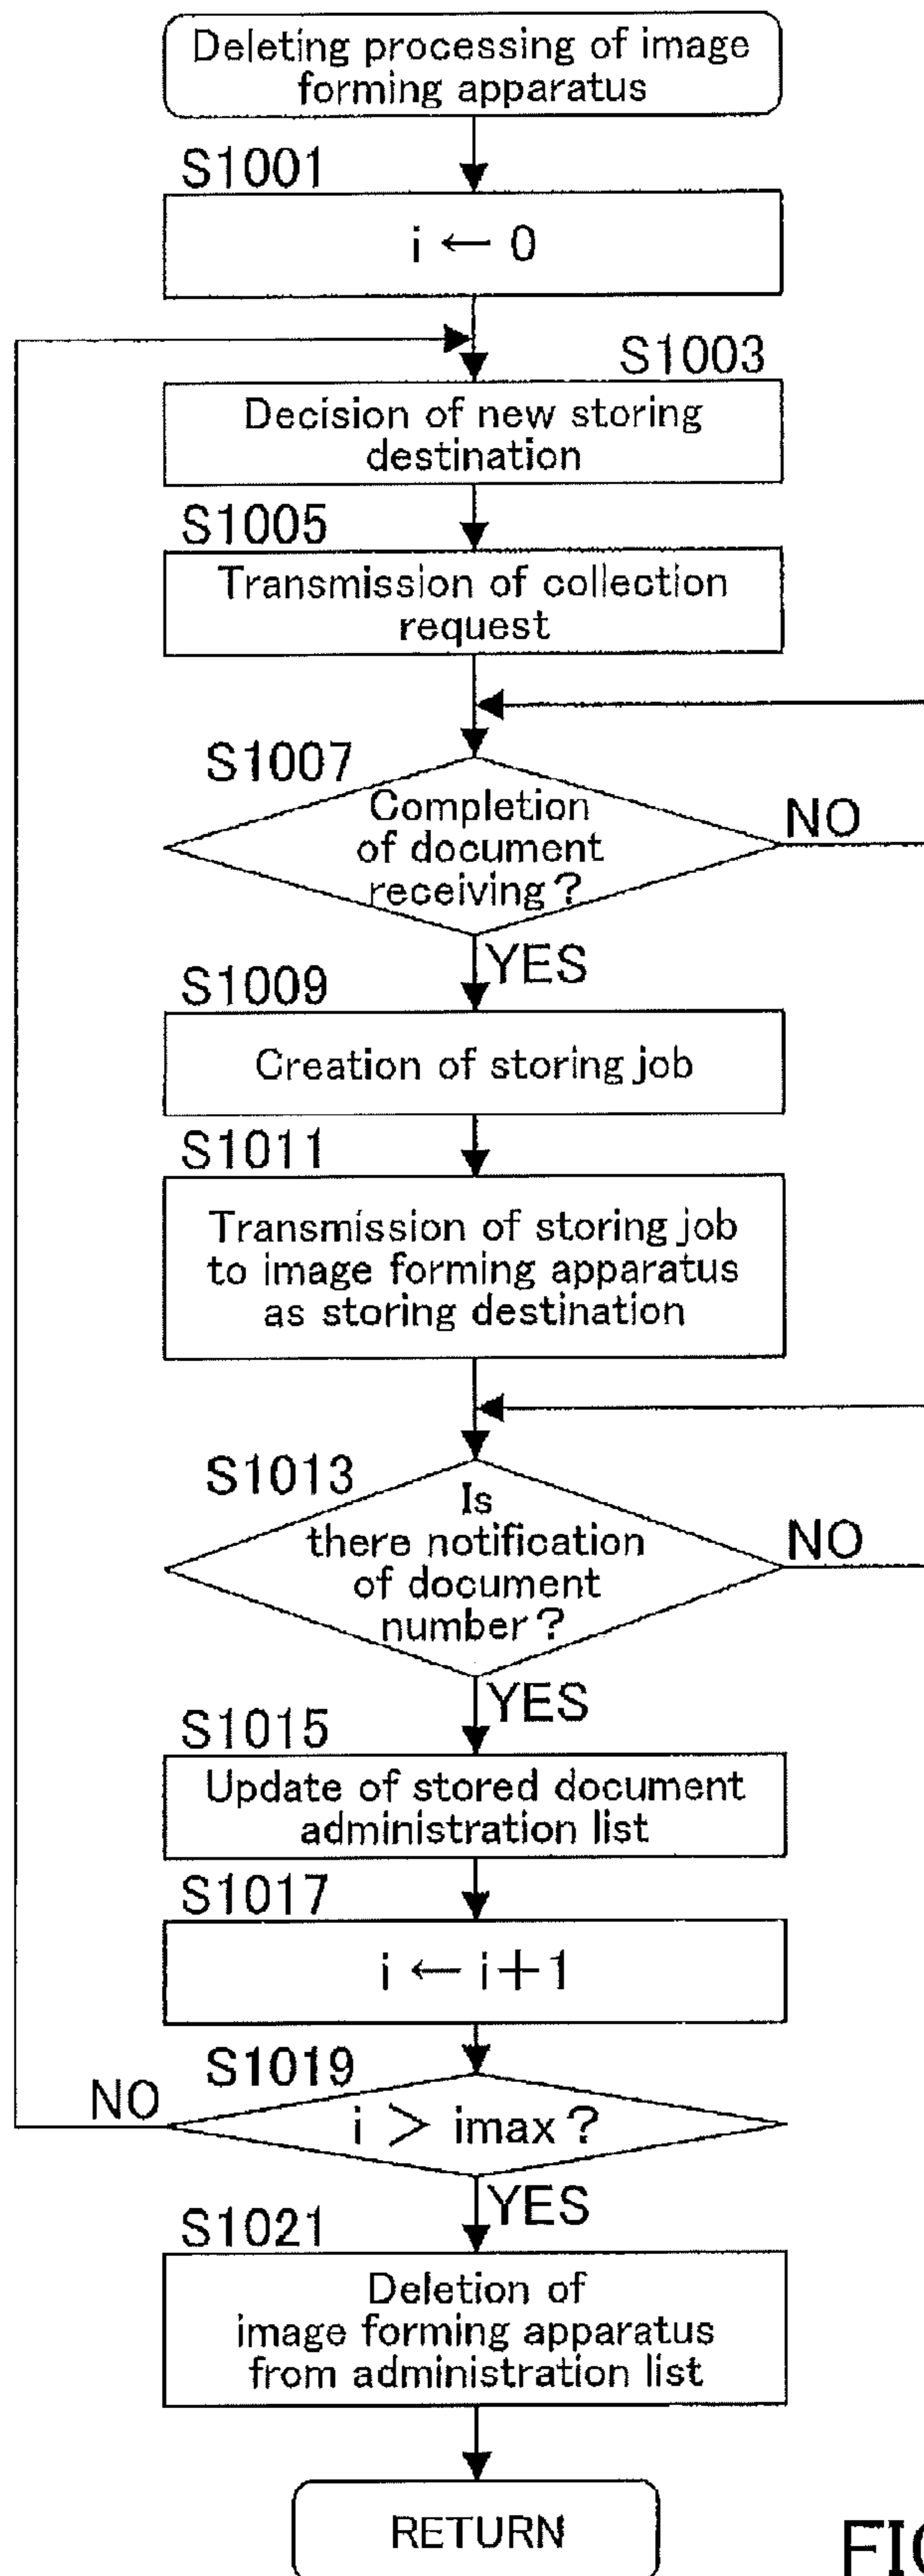 Deleting processing of image
forming apparatus
S1001
i ← 0
S1003
Decision of new storing
destination
S1005
Transmission of collection
request
S1007
Completion
of document
receiving?
NO
YES
S1009
Creation of storing job
S1011
Transmission of storing job
to image forming apparatus
as storing destination
S1013
Is
there notification
of document
number?
NO
YES
S1015
Update of stored document
administration list
S1017
i ← i+1
S1019
NO
i > imax?
YES
S1021
Deletion of
image forming apparatus
from administration list
RETURN